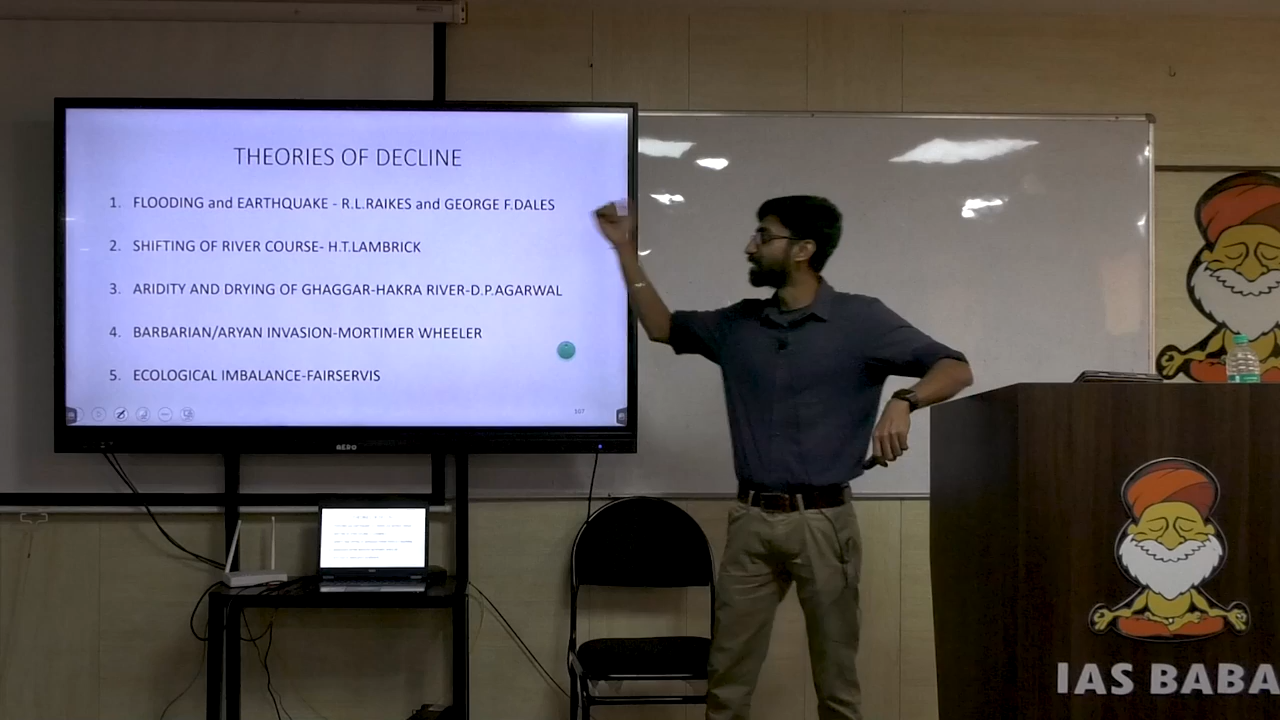 THEORIES OF DECLINE
1. FLOODING and EARTHQUAKE - R.L.RAIKES and GEORGE F.DALES
2. SHIFTING OF RIVER COURSE- H.T.LAMBRICK
3. ARIDITY AND DRYING OF GHAGGAR-HAKRA RIVER-D.P.AGARWAL
4. BARBARIAN/ARYAN INVASION-MORTIMER WHEELER
5. ECOLOGICAL IMBALANCE-FAIRSERVIS
107
IAS BABA